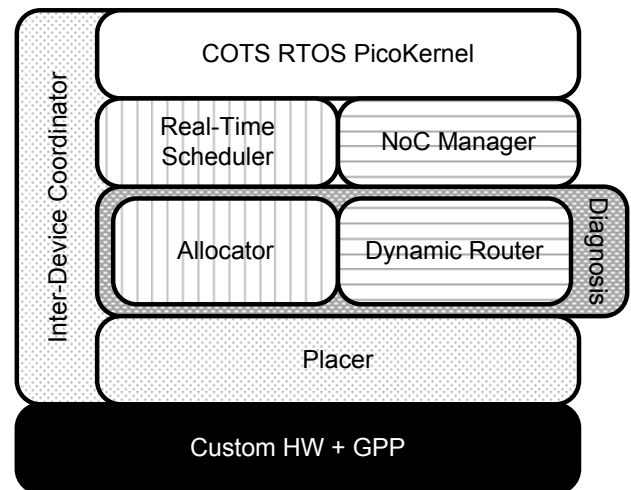 Inter-Device Coordinator
COTS RTOS PicoKernel
Real-Time
Scheduler
NoC Manager
Allocator
Dynamic Router
Diagnosis
Placer
Custom HW + GPP